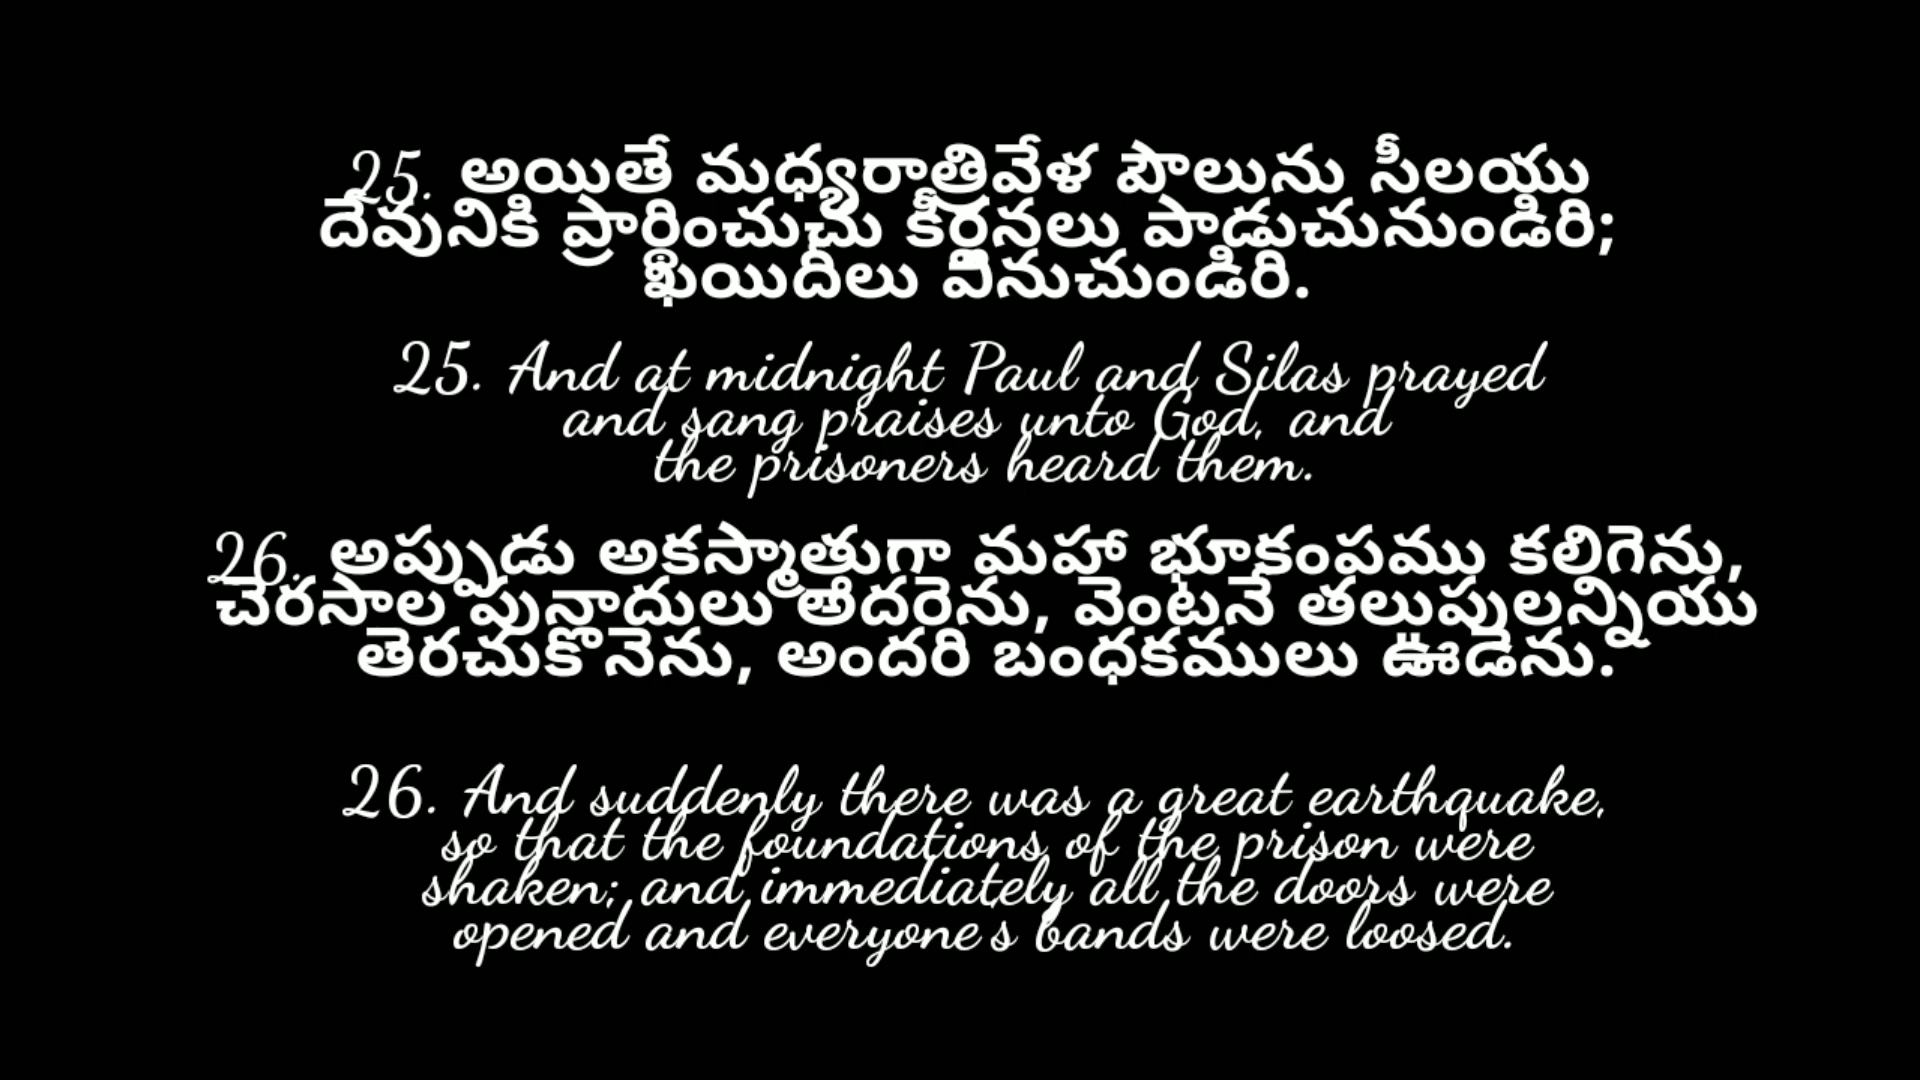 25. అయితే మధ్యరాత్రివేళ పౌలును సీలయు
దేవునికి ప్రార్థించుచు కీర్తనలు పాడుచునుండిరి;
ఖయిదీలు వినుచుండిరి.
25. And at midnight Paul and Silas prayed
and sang praises unto God, and
the prisoners heard them.
26. అప్పుడు అకస్మాత్తుగా మహా భూకంపము కలిగెను,
చెరసాల పునాదులు అదరెను, వెంటనే తలుపులన్నియు
తెరచుకొనెను, అందరి బంధకములు ఊడెను.
26. And suddenly there was a great earthquake,
so that the foundations of the prison were
shaken; and immediately all the doors were
opened and everyone's bands were loosed.